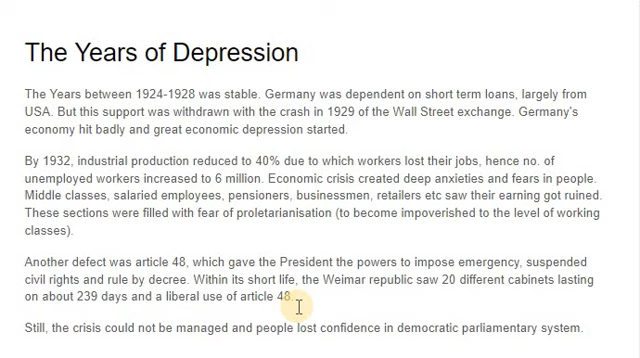 The Years of Depression
The Years between 1924-1928 was stable. Germany was dependent on short term loans, largely from
USA. But this support was withdrawn with the crash in 1929 of the Wall Street exchange. Germany's
economy hit badly and great economic depression started.
By 1932, industrial production reduced to 40% due to which workers lost their jobs, hence no. of
unemployed workers increased to 6 million. Economic crisis created deep anxieties and fears in people.
Middle classes, salaried employees, pensioners, businessmen, retailers etc saw their earning got ruined.
These sections were filled with fear of proletarianisation (to become impoverished to the level of working
classes).
Another defect was article 48, which gave the President the powers to impose emergency, suspended
civil rights and rule by decree. Within its short life, the Weimar republic saw 20 different cabinets lasting
on about 239 days and a liberal use of article 48.
Still, the crisis could not be managed and people lost confidence in democratic parliamentary system.